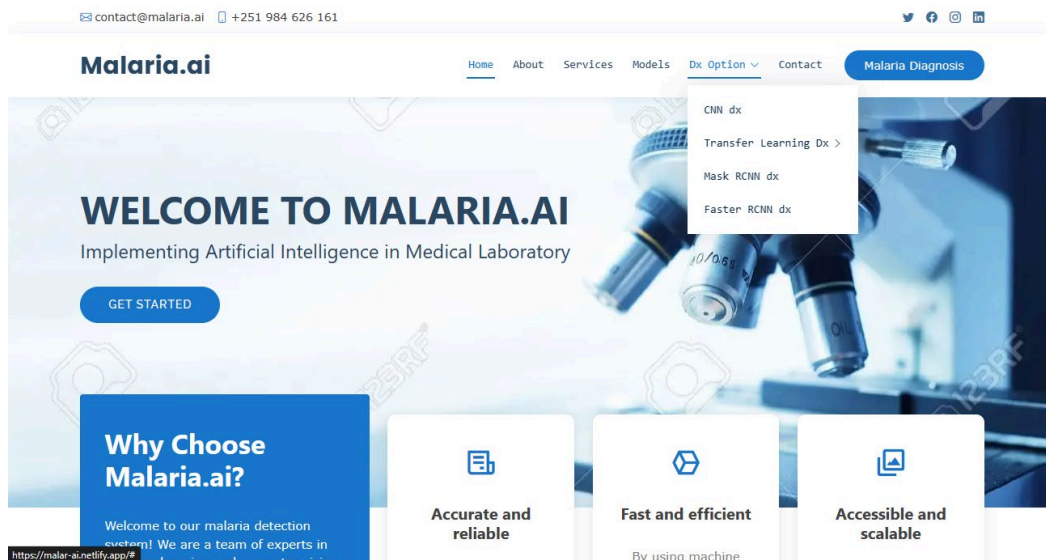 contact@malaria.ai +251 984 626 161
Malaria.ai
Home About Services Models Dx Option Contact Malaria Diagnosis
CNN dx
Transfer Learning Dx >
Mask RCNN dx
Faster RCNN dx
WELCOME TO MALARIA.AI
Implementing Artificial Intelligence in Medical Laboratory
GET STARTED
123RF
123RF
123RF
Why Choose
Malaria.ai?
Welcome to our malaria detection
system! We are a team of experts in
Accurate and
reliable
Fast and efficient
By using machine
Accessible and
scalable
https://malar-ai.netlify.app/#